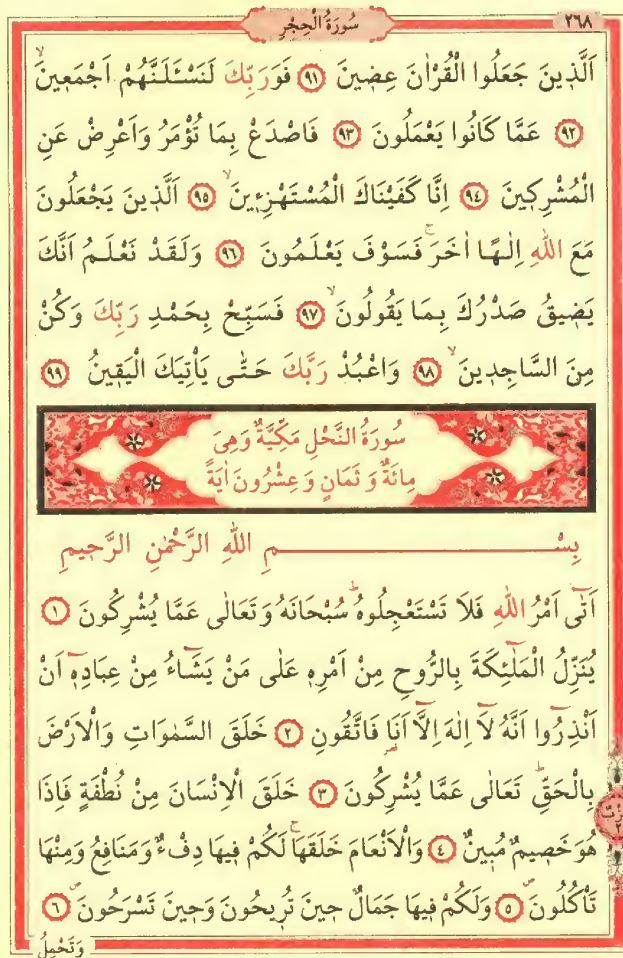 ٢٦٨
سُورَةُ الْحِجْرِ
اَلَّذ۪ينَ جَعَلُوا الْقُرْاٰنَ عِض۪ينَ ﴿٩١﴾ فَوَرَبِّكَ لَنَسْـَٔلَنَّهُمْ اَجْمَع۪ينَۙ
﴿٩٢﴾ عَمَّا كَانُوا يَعْمَلُونَ ﴿٩٣﴾ فَاصْدَعْ بِمَا تُؤْمَرُ وَاَعْرِضْ عَنِ
الْمُشْرِك۪ينَ ﴿٩٤﴾ اِنَّا كَفَيْنَاكَ الْمُسْتَهْزِء۪ينَۙ ﴿٩٥﴾ اَلَّذ۪ينَ يَجْعَلُونَ
مَعَ اللّٰهِ اِلٰهًا اٰخَرَۚ فَسَوْفَ يَعْلَمُونَ ﴿٩٦﴾ وَلَقَدْ نَعْلَمُ اَنَّكَ
يَض۪يقُ صَدْرُكَ بِمَا يَقُولُونَۙ ﴿٩٧﴾ فَسَبِّحْ بِحَمْدِ رَبِّكَ وَكُنْ
مِنَ السَّاجِد۪ينَۙ ﴿٩٨﴾ وَاعْبُدْ رَبَّكَ حَتّٰى يَأْتِيَكَ الْيَق۪ينُ ﴿٩٩﴾
سُورَةُ النَّحْلِ مَكِّيَّةٌ وَهِيَ
مِائَةٌ وَ ثَمَانٍ وَ عِشْرُونَ اٰيَةً
بِسْمِ اللّٰهِ الرَّحْمٰنِ الرَّح۪يمِ
اَتٰٓى اَمْرُ اللّٰهِ فَلَا تَسْتَعْجِلُوهُۜ سُبْحَانَهُ وَتَعَالٰى عَمَّا يُشْرِكُونَ ﴿١﴾
يُنَزِّلُ الْمَلٰٓئِكَةَ بِالرُّوحِ مِنْ اَمْرِه۪ عَلٰى مَنْ يَشَٓاءُ مِنْ عِبَادِه۪ٓ اَنْ
اَنْذِرُٓوا اَنَّهُ لَٓا اِلٰهَ اِلَّٓا اَنَا۬ فَاتَّقُونِ ﴿٢﴾ خَلَقَ السَّمٰوَاتِ وَالْاَرْضَ
بِالْحَقِّۜ تَعَالٰى عَمَّا يُشْرِكُونَ ﴿٣﴾ خَلَقَ الْاِنْسَانَ مِنْ نُطْفَةٍ فَاِذَا
هُوَ خَص۪يمٌ مُب۪ينٌ ﴿٤﴾ وَالْاَنْعَامَ خَلَقَهَاۚ لَكُمْ ف۪يهَا دِفْءٌ وَمَنَافِعُ وَمِنْهَا
تَأْكُلُونَۖ ﴿٥﴾ وَلَكُمْ ف۪يهَا جَمَالٌ ح۪ينَ تُر۪يحُونَ وَح۪ينَ تَسْرَحُونَۖ ﴿٦﴾
وَتَحْمِلُ